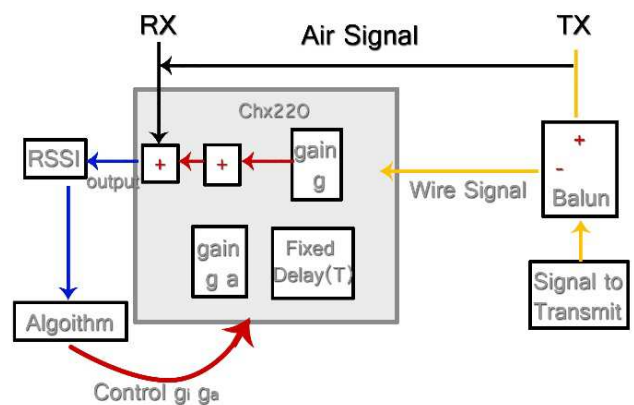 RX
TX
Air Signal
Chx220
RSSI
output
+
+
gain
g
Wire Signal
+
-
Balun
gain
g a
Fixed
Delay(T)
Signal to
Transmit
Algoithm
Control gi ga